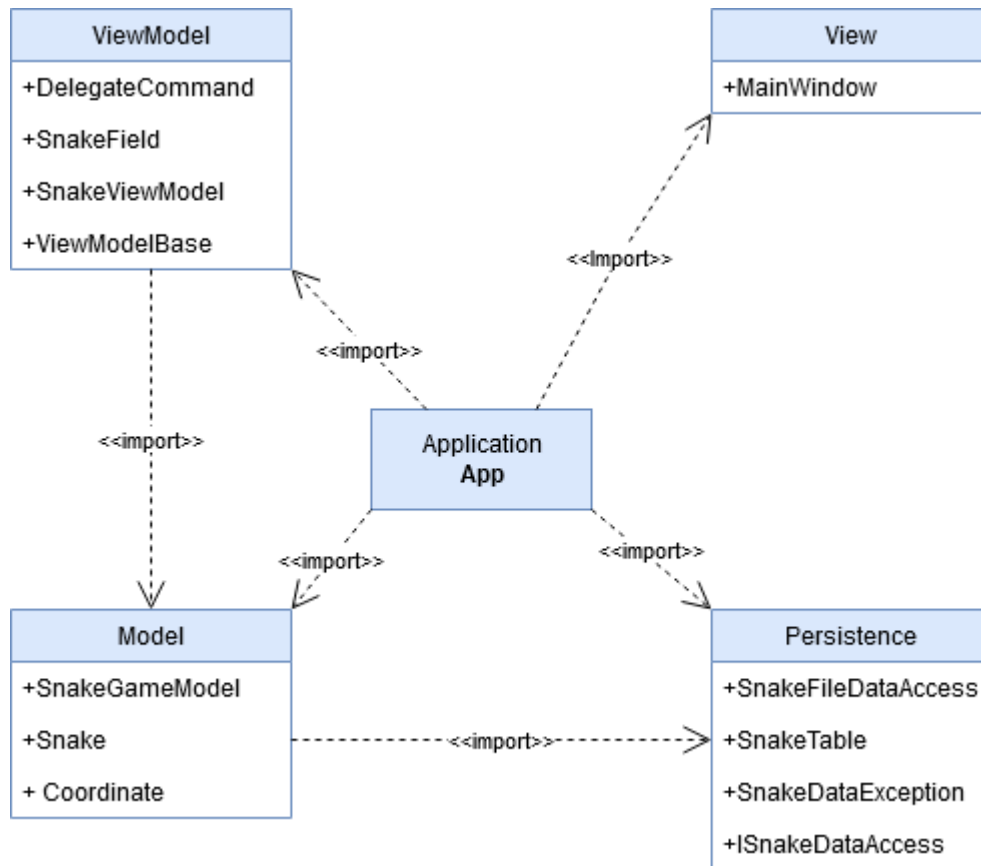 ViewModel
+DelegateCommand
+SnakeField
+SnakeViewModel
+ViewModelBase
View
+MainWindow
<<Import>>
<<import>>
<<import>>
Application
App
<<import>>
<<import>>
Model
+SnakeGameModel
+Snake
+ Coordinate
<<import>>
Persistence
+SnakeFileDataAccess
+SnakeTable
+SnakeDataException
+ISnakeDataAccess